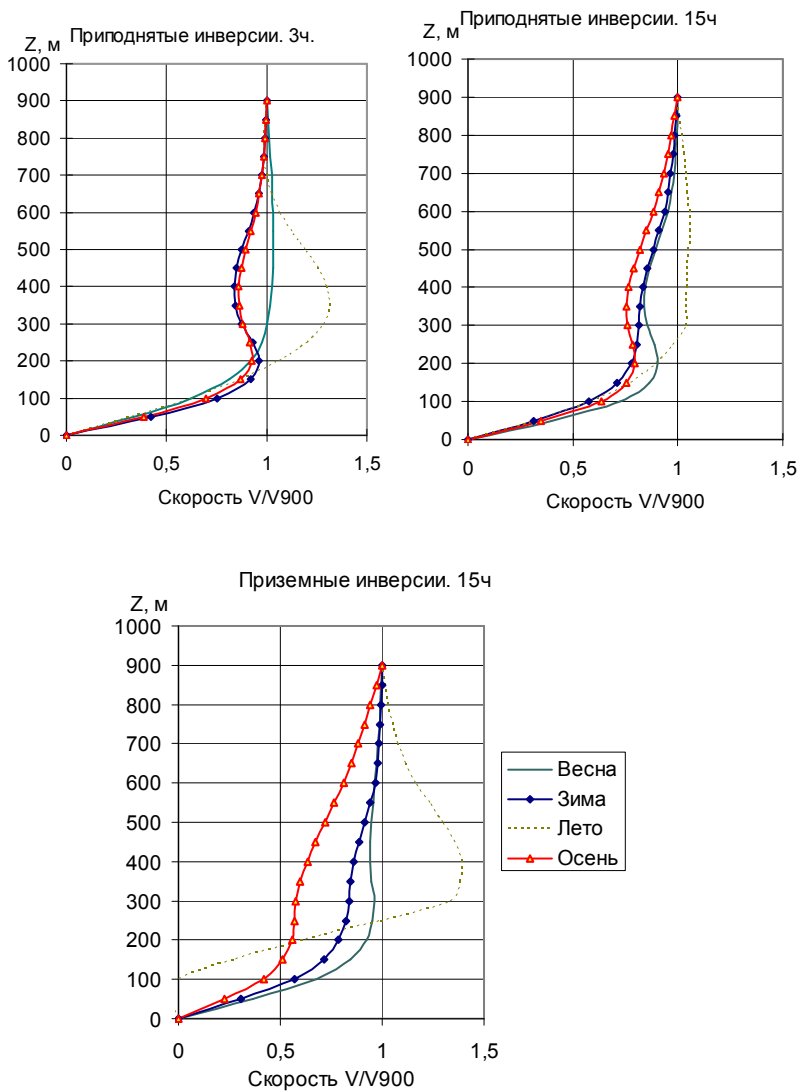 Приподнятые инверсии. 3ч.
Z, м
1000
900
800
700
600
500
400
300
200
100
0
0 0,5 1 1,5
Скорость V/V900
Приподнятые инверсии. 15ч
Z, м
1000
900
800
700
600
500
400
300
200
100
0
0 0,5 1 1,5
Скорость V/V900
Приземные инверсии. 15ч
Z, м
1000
900
800
700
600
500
400
300
200
100
0
0 0,5 1 1,5
Скорость V/V900
Весна
Зима
Лето
Осень